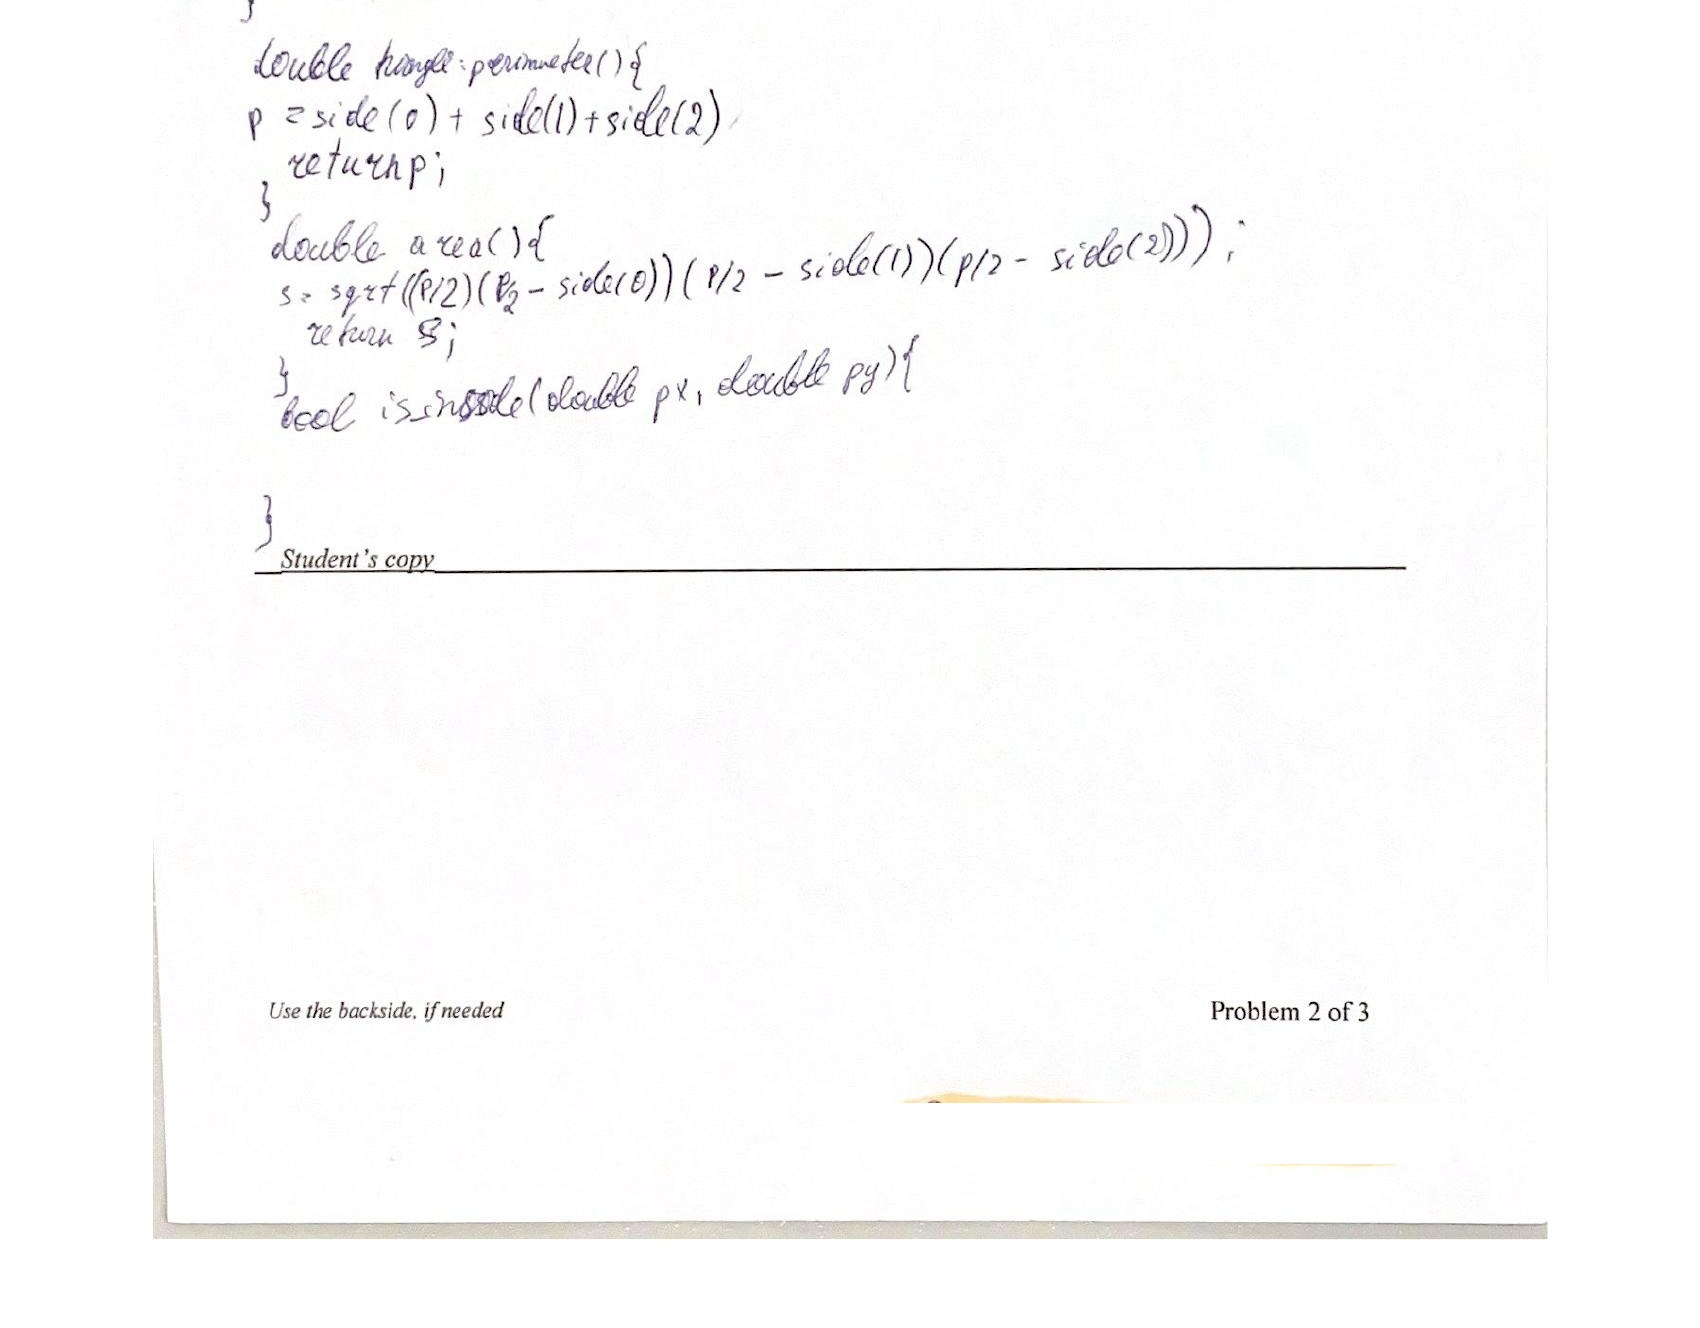 }
double triangle:perimeter(){
p = side(0) + side(1)+side(2)
return p;
}
double area(){
s= sqrt((P/2)(P/2 - side(0))(P/2 - side(1))(p/2 - side(2)));
return s;
}
bool is_inside(double px, double py){
}
Student's copy
Use the backside, if needed
Problem 2 of 3